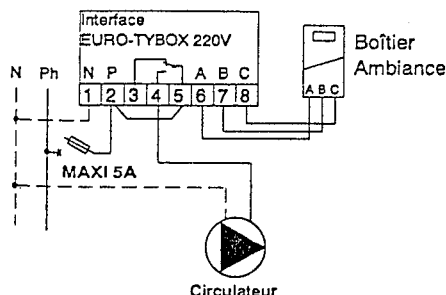 Interface
EURO-TYBOX 220V
Boîtier
Ambiance
N Ph N P A B C
1 2 3 4 5 6 7 8
A B C
MAXI 5A
Circulateur